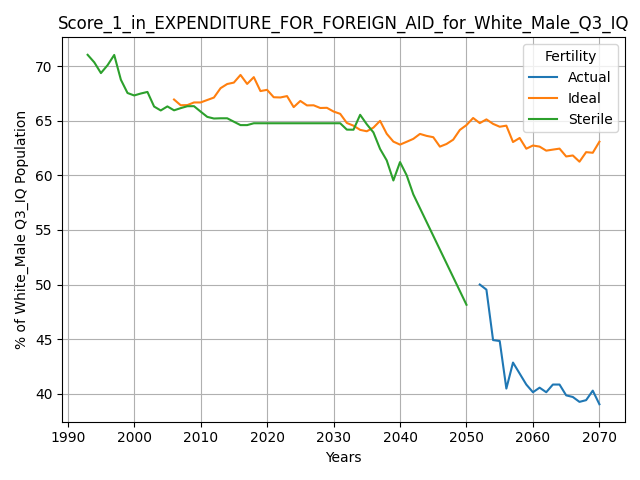 Score_1_in_EXPENDITURE_FOR_FOREIGN_AID_for_White_Male_Q3_IQ
Fertility
Actual
Ideal
Sterile
% of White_Male Q3_IQ Population
70
65
60
55
50
45
40
1990 2000 2010 2020 2030 2040 2050 2060 2070
Years